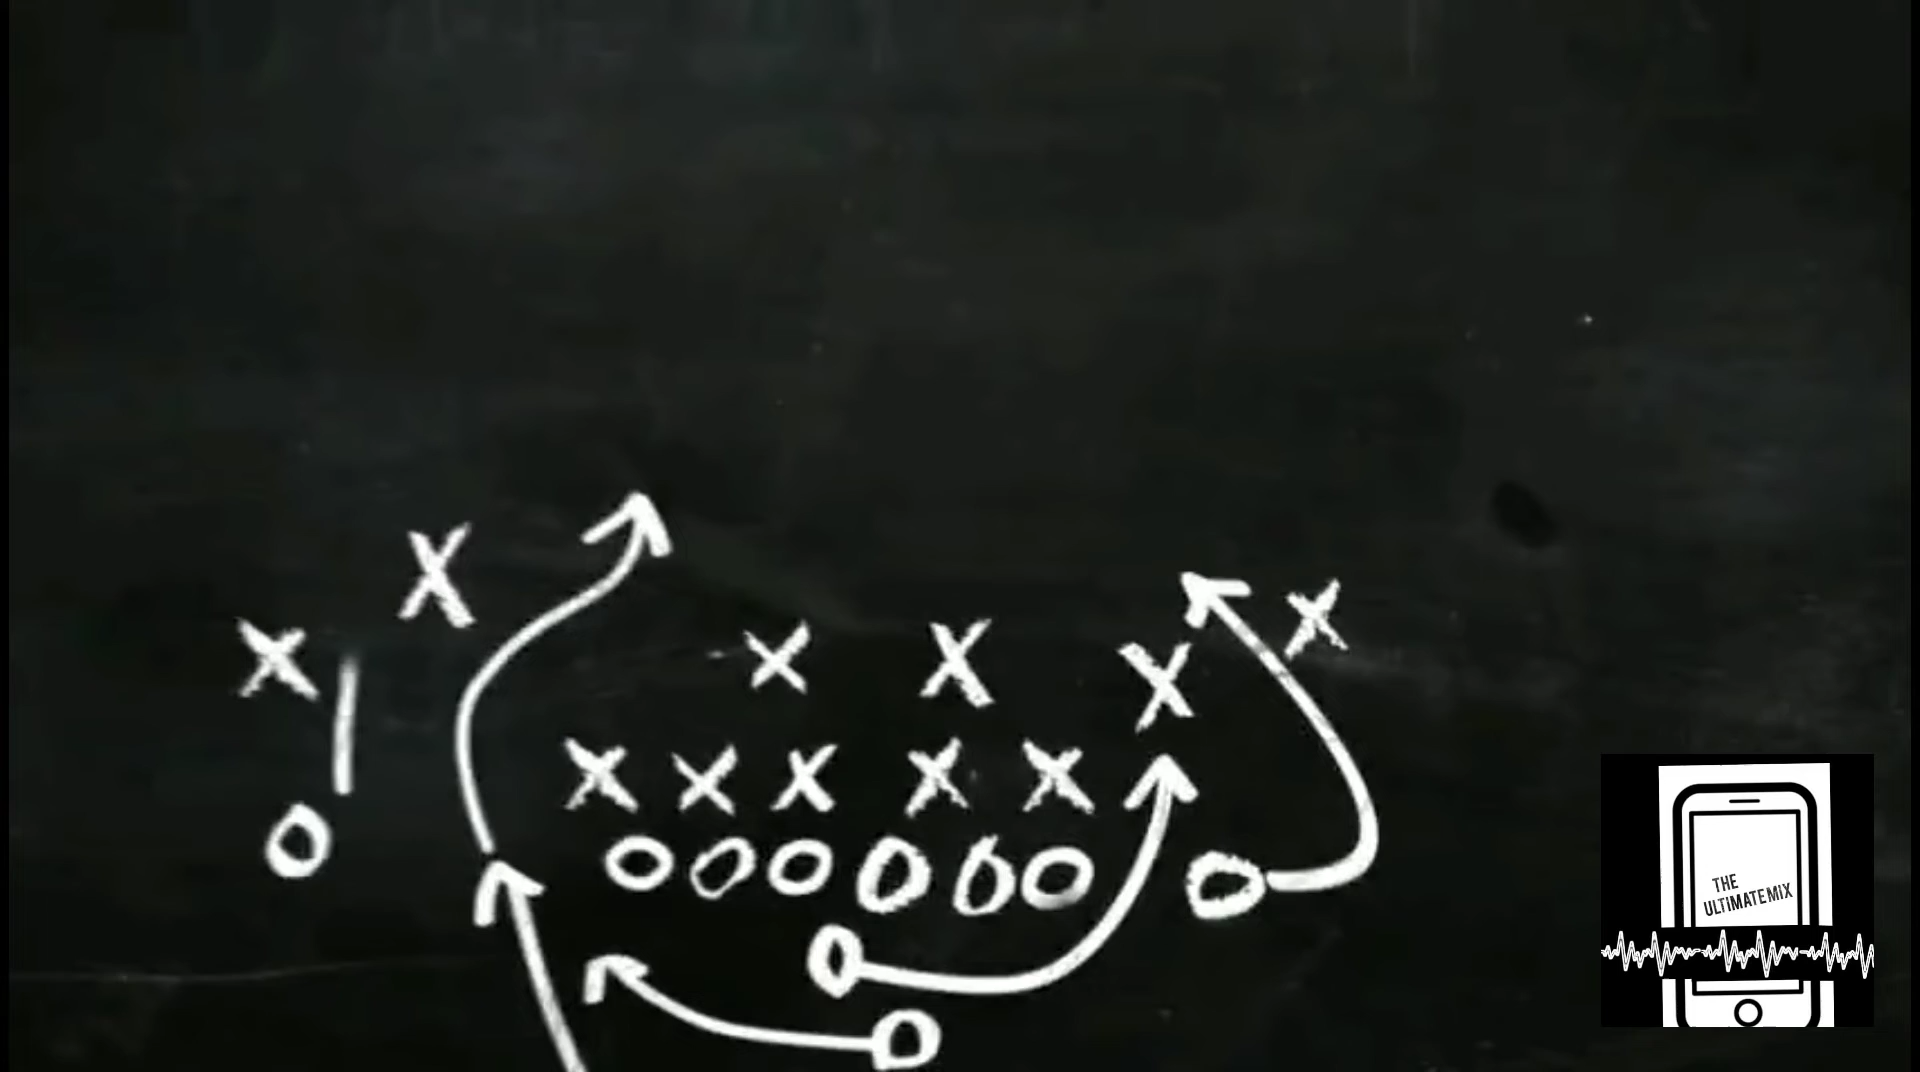 X
X X
X X X X
X X X X X
O O O O O O O O
O
O
THE
ULTIMATE MIX